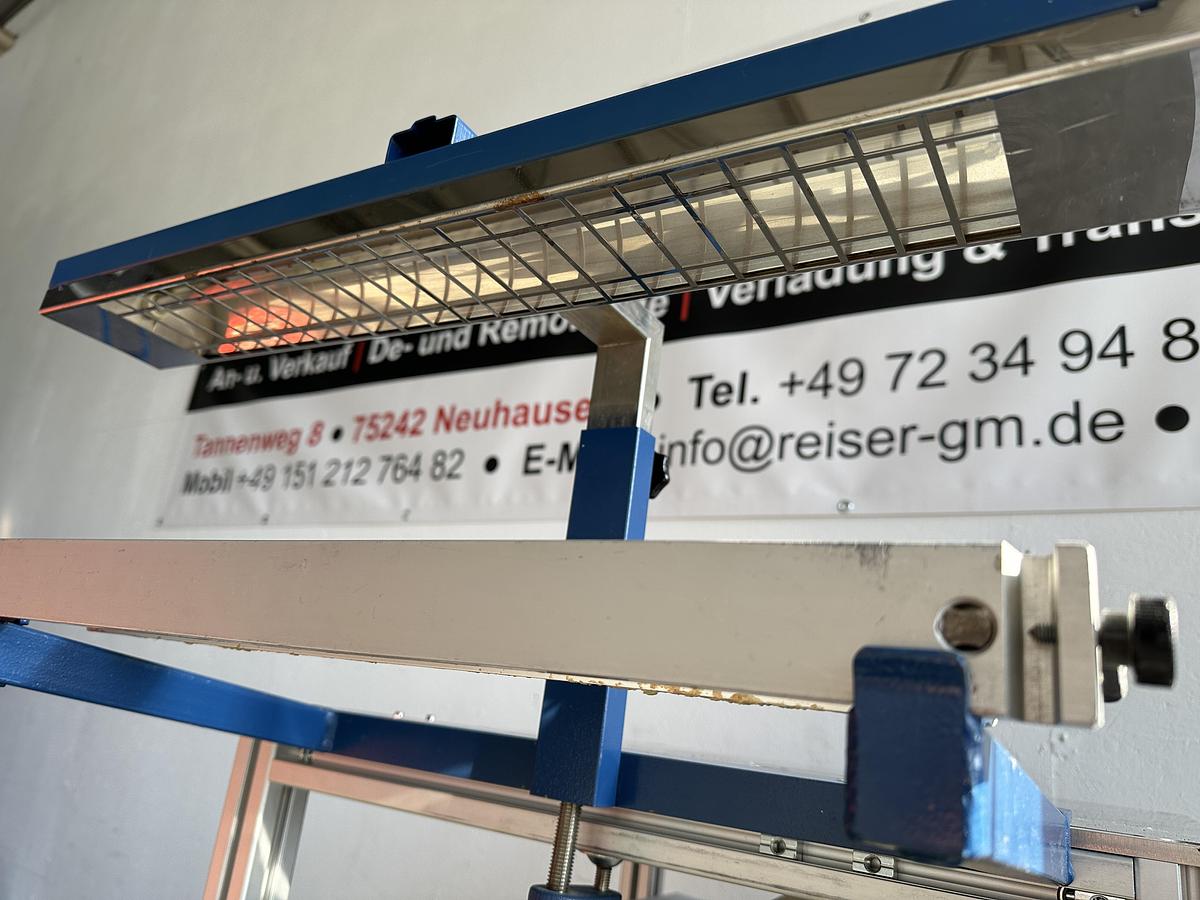 An- u. Verkauf | De- und Remo e | Verladung & Trans
Tannenweg 8 • 75242 Neuhause • Tel. +49 72 34 94 8
Mobil +49 151 212 764 82 • E-M info@reiser-gm.de •